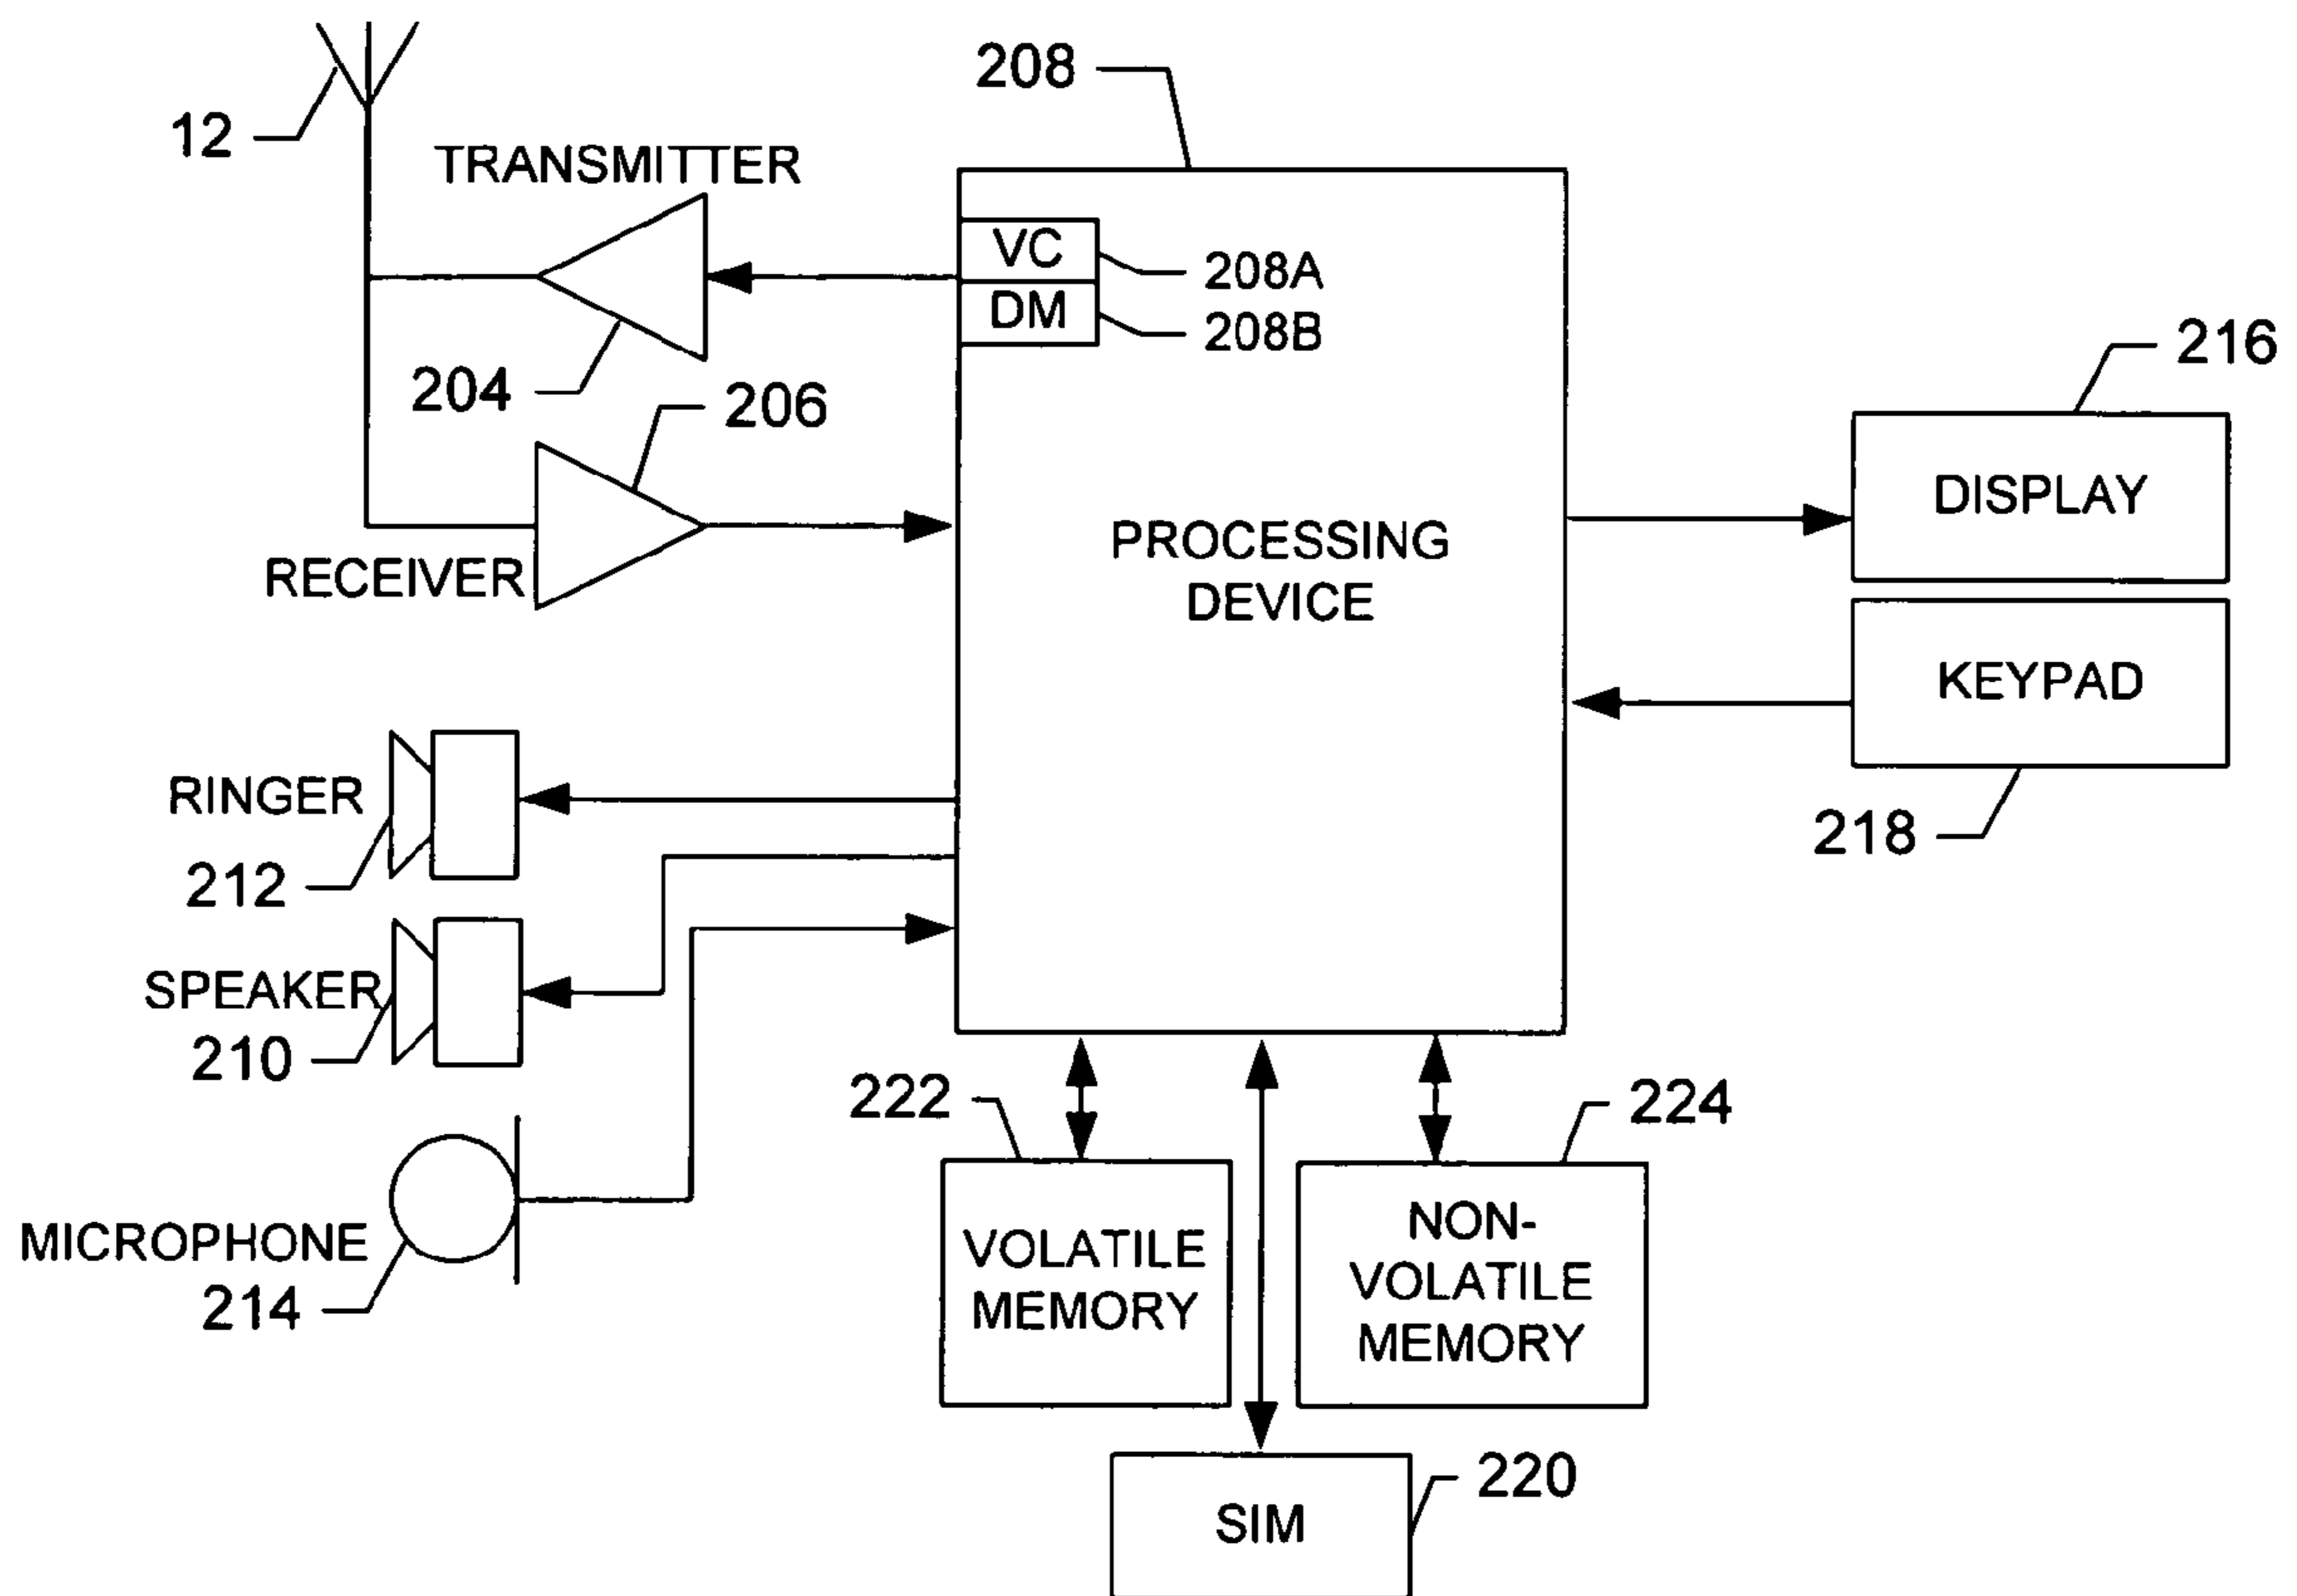 208
12
TRANSMITTER
VC
208A
DM
208B
204
206
216
DISPLAY
PROCESSING
DEVICE
RECEIVER
KEYPAD
218
RINGER
212
SPEAKER
210
222
224
MICROPHONE
214
VOLATILE
MEMORY
NON-
VOLATILE
MEMORY
220
SIM